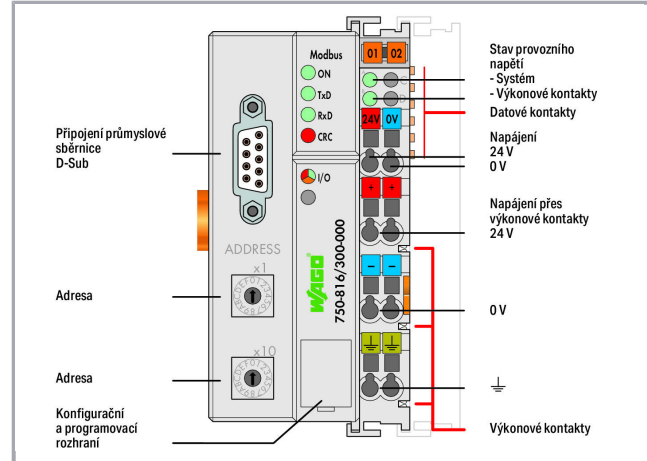 Připojení průmyslové
sběrnice
D-Sub
Adresa
Adresa
Konfigurační
a programovací
rozhraní
ADDRESS
x1
x10
Modbus
ON
TxD
RxD
CRC
I/O
WAGO
750-816/300-000
01 02
C
24V 0V
+ +
− −
Stav provozního
napětí
- Systém
- Výkonové kontakty
Datové kontakty
Napájení
24 V
0 V
Napájení přes
výkonové kontakty
24 V
0 V
Výkonové kontakty